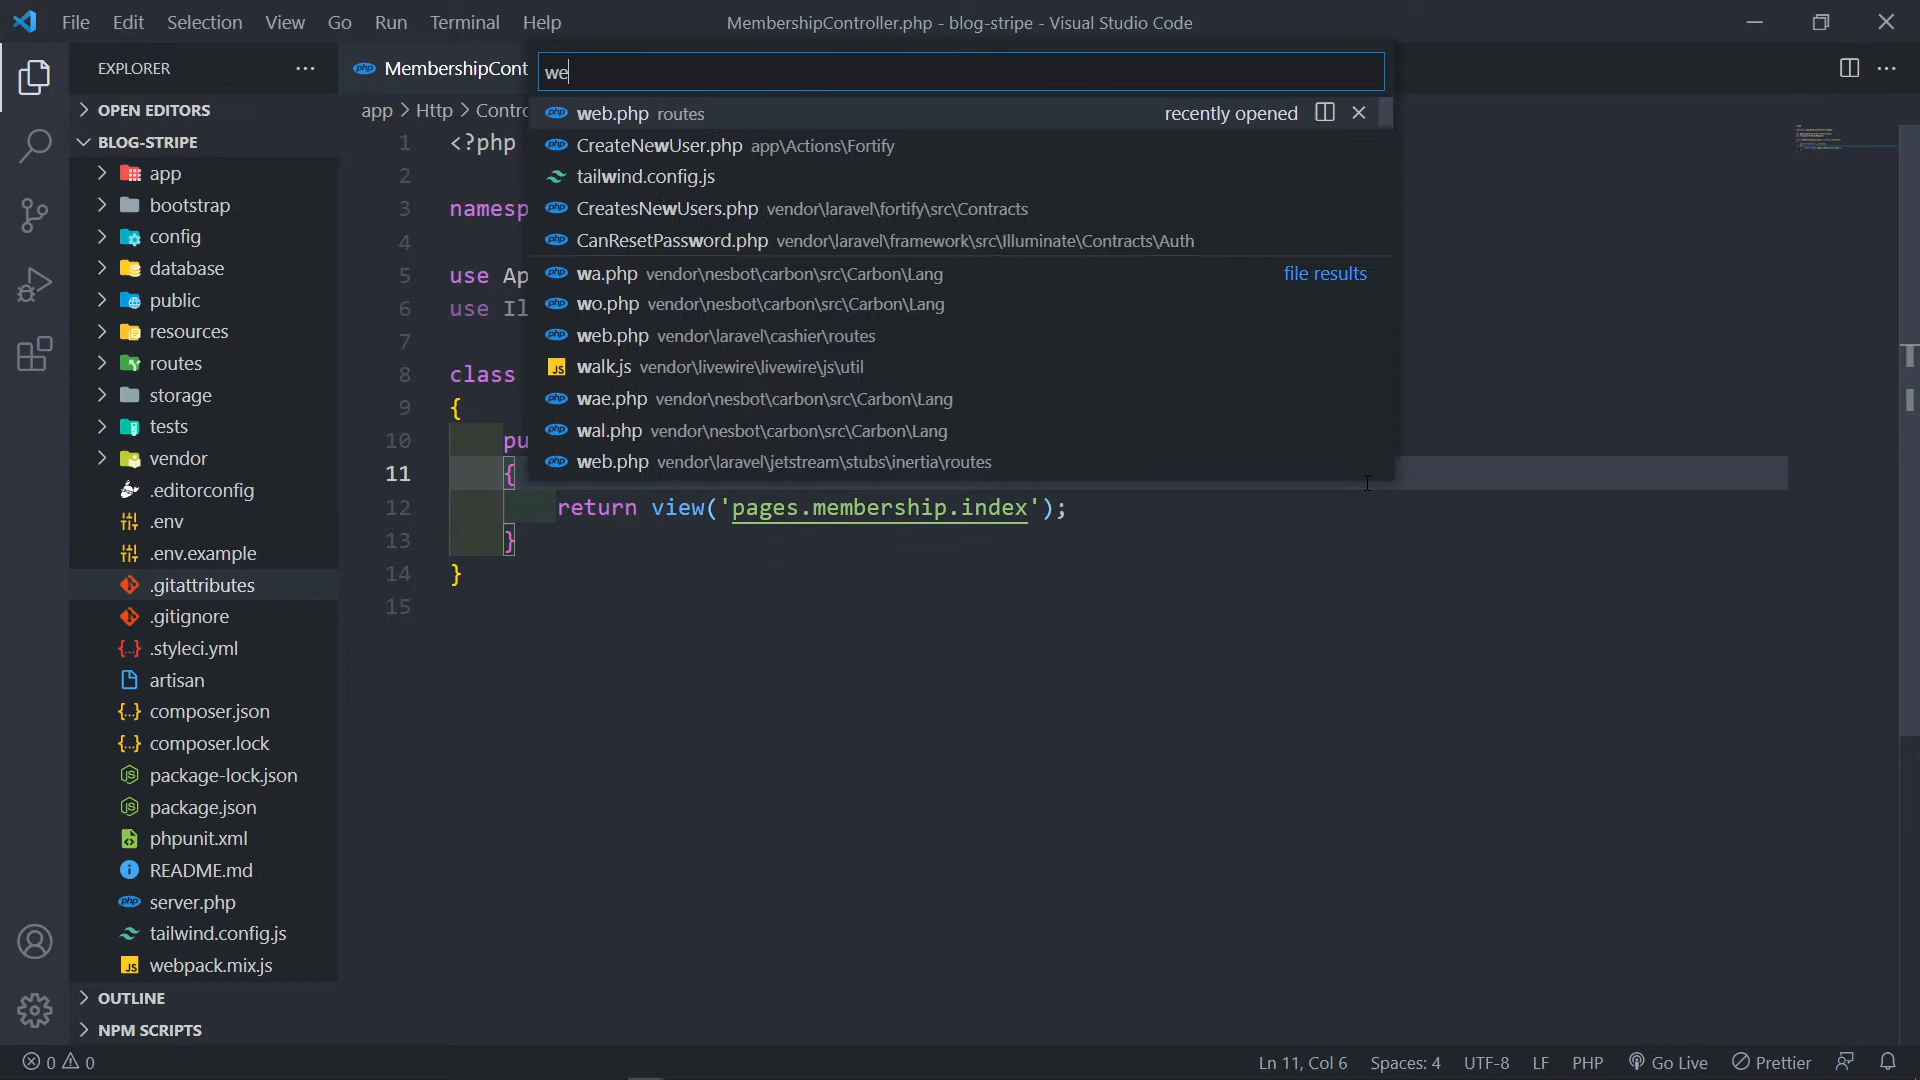 File Edit Selection View Go Run Terminal Help MembershipController.php - blog-stripe - Visual Studio Code
EXPLORER
OPEN EDITORS
BLOG-STRIPE
app
bootstrap
config
database
public
resources
routes
storage
tests
vendor
.editorconfig
.env
.env.example
.gitattributes
.gitignore
.styleci.yml
artisan
composer.json
composer.lock
package-lock.json
package.json
phpunit.xml
README.md
server.php
tailwind.config.js
webpack.mix.js
OUTLINE
NPM SCRIPTS
MembershipCont
app > Http > Contro
we
web.php routes recently opened
CreateNewUser.php app\Actions\Fortify
tailwind.config.js
CreatesNewUsers.php vendor\laravel\fortify\src\Contracts
CanResetPassword.php vendor\laravel\framework\src\Illuminate\Contracts\Auth
wa.php vendor\nesbot\carbon\src\Carbon\Lang file results
wo.php vendor\nesbot\carbon\src\Carbon\Lang
web.php vendor\laravel\cashier\routes
walk.js vendor\livewire\livewire\js\util
wae.php vendor\nesbot\carbon\src\Carbon\Lang
wal.php vendor\nesbot\carbon\src\Carbon\Lang
web.php vendor\laravel\jetstream\stubs\inertia\routes
1 <?php
2
3 namesp
4
5 use Ap
6 use Il
7
8 class
9 {
10 pu
11 {
12 return view('pages.membership.index');
13 }
14 }
15
0 0 Ln 11, Col 6 Spaces: 4 UTF-8 LF PHP Go Live Prettier